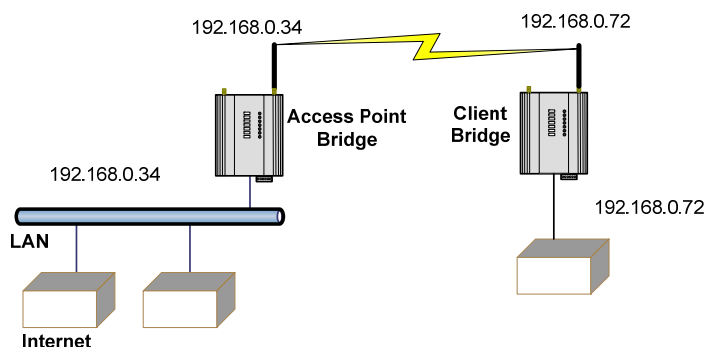 192.168.0.34
192.168.0.72
Access Point
Bridge
Client
Bridge
192.168.0.34
192.168.0.72
LAN
Internet